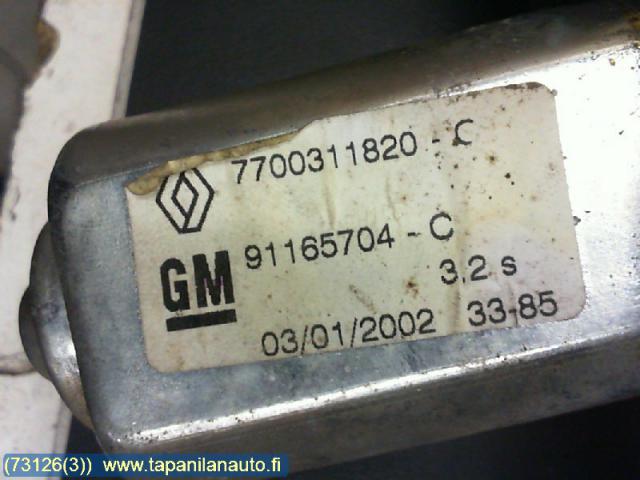 7700311820 - C
GM 91165704 - C
3.2 s
03/01/2002 33-85
(73126(3)) www.tapanilanauto.fi